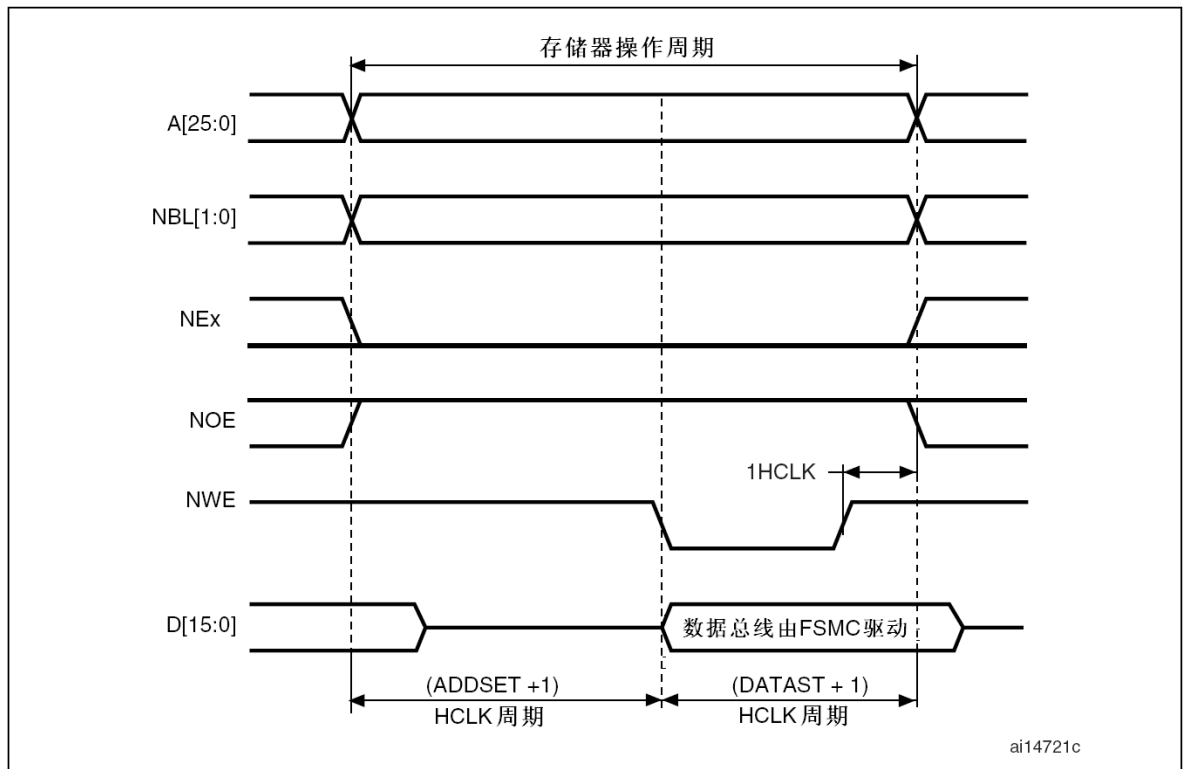 存储器操作周期
A[25:0]
NBL[1:0]
NEx
NOE
1HCLK
NWE
D[15:0]
数据总线由FSMC驱动
(ADDSET +1)
HCLK 周期
(DATAST + 1)
HCLK 周期
ai14721c